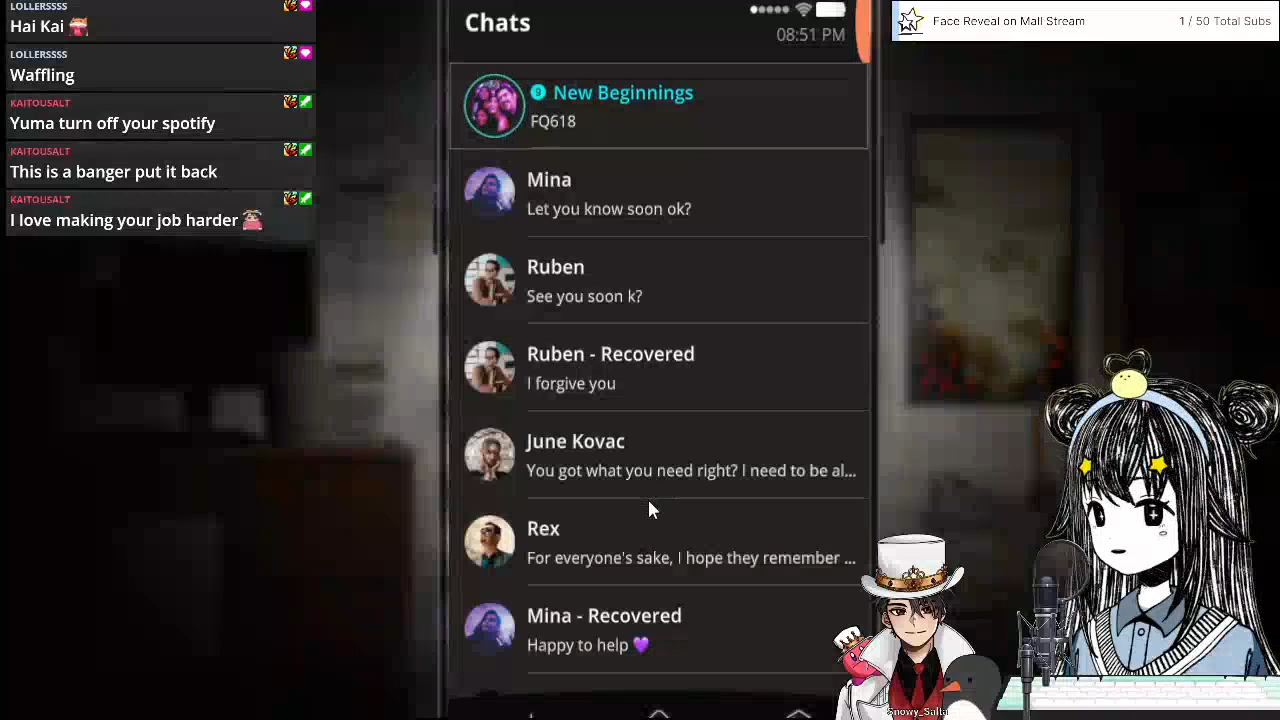 LOLLERSSSS
Hai Kai
LOLLERSSSS
Waffling
KAITOUSALT
Yuma turn off your spotify
KAITOUSALT
This is a banger put it back
KAITOUSALT
I love making your job harder
Chats
08:51 PM
9 New Beginnings
FQ618
Mina
Let you know soon ok?
Ruben
See you soon k?
Ruben - Recovered
I forgive you
June Kovac
You got what you need right? I need to be al...
Rex
For everyone's sake, I hope they remember ...
Mina - Recovered
Happy to help 💜
Face Reveal on Mall Stream
1 / 50 Total Subs